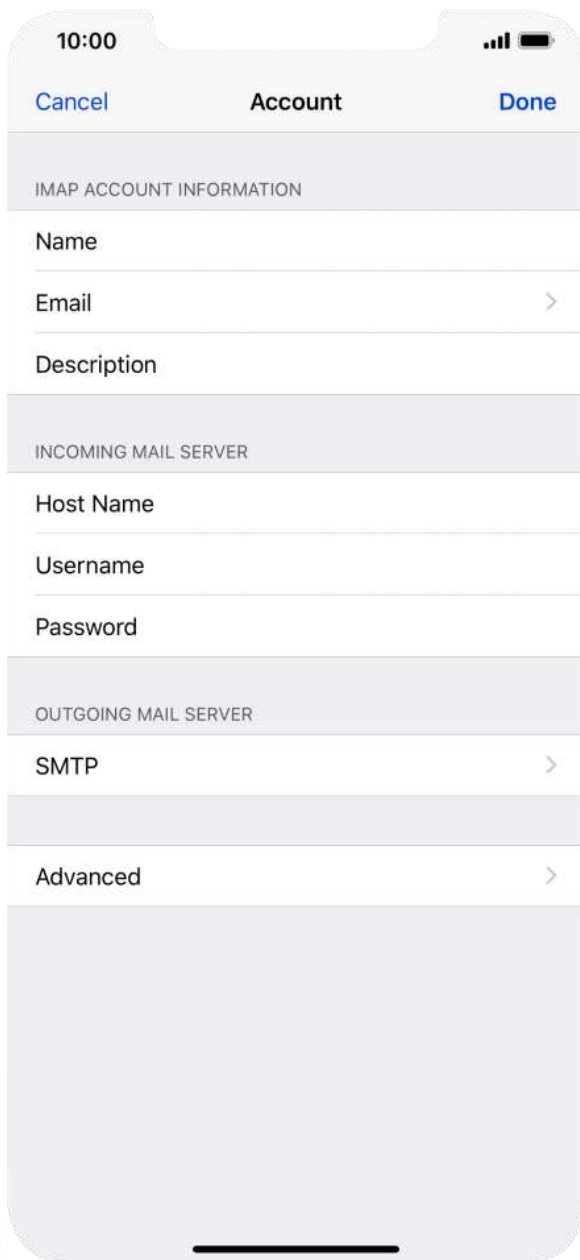 10:00
Cancel Account Done
IMAP ACCOUNT INFORMATION
Name
Email
Description
INCOMING MAIL SERVER
Host Name
Username
Password
OUTGOING MAIL SERVER
SMTP
Advanced